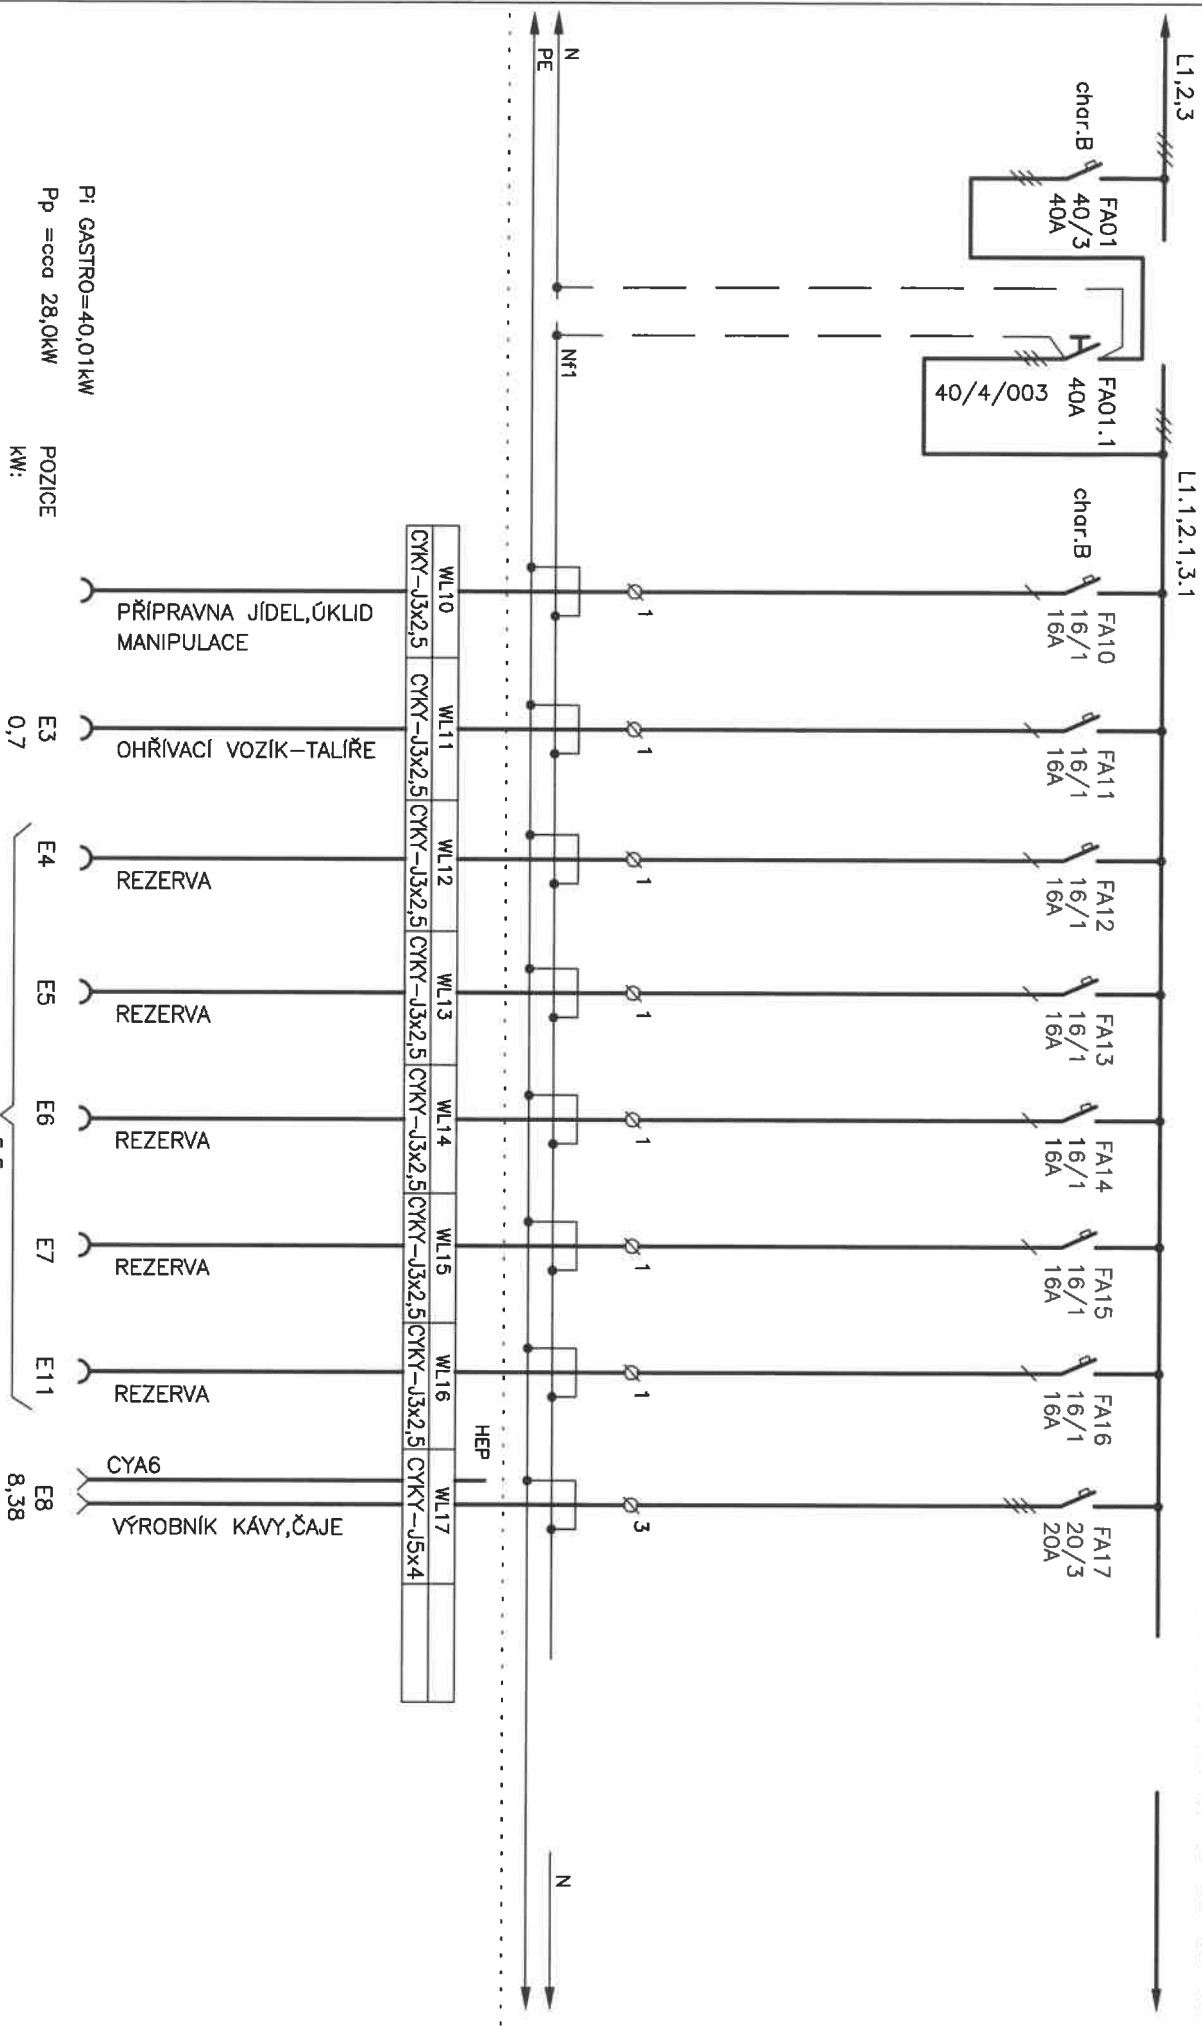 L1,2,3
L1.1,2.1,3.1
char.B
FA01
40/3
40A
FA01.1
40A
40/4/003
char.B
FA10
16/1
16A
FA11
16/1
16A
FA12
16/1
16A
FA13
16/1
16A
FA14
16/1
16A
FA15
16/1
16A
FA16
16/1
16A
FA17
20/3
20A
1
1
1
1
1
1
1
3
N
PE
Nf1
N
HEP
WL10
WL11
WL12
WL13
WL14
WL15
WL16
WL17
CYKY-J3x2,5
CYKY-J3x2,5
CYKY-J3x2,5
CYKY-J3x2,5
CYKY-J3x2,5
CYKY-J3x2,5
CYKY-J3x2,5
CYKY-J5x4
PŘÍPRAVNA JÍDEL,ÚKLID
MANIPULACE
OHŘÍVACÍ VOZÍK-TALÍŘE
REZERVA
REZERVA
REZERVA
REZERVA
REZERVA
CYA6
VÝROBNÍK KÁVY,ČAJE
Pi GASTRO=40,01kW
Pp =cca 28,0kW
POZICE
E3
E4
E5
E6
E7
E11
E8
kW:
0,7
8,38